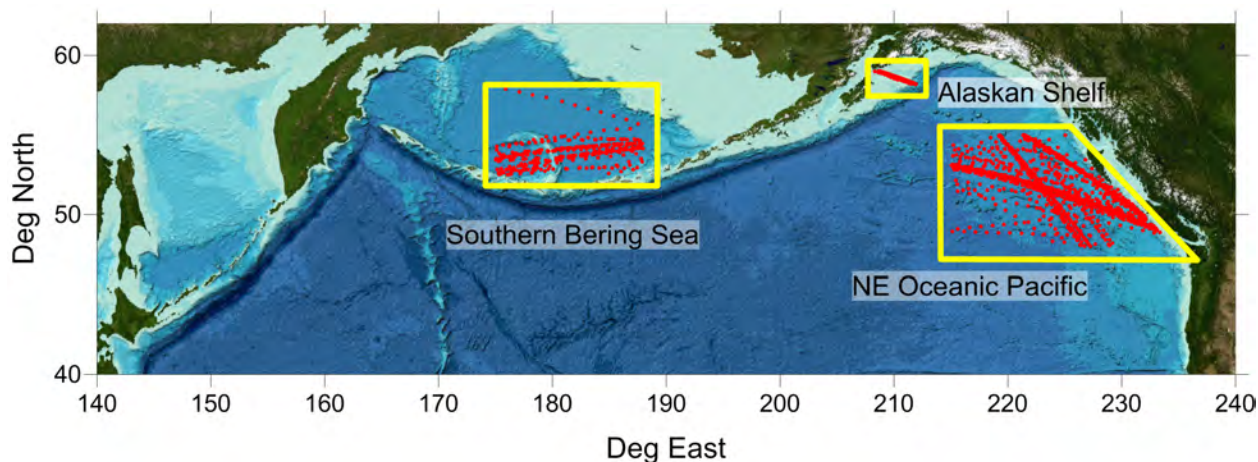 60
Alaskan Shelf
Deg North
50
Southern Bering Sea
NE Oceanic Pacific
40
140 150 160 170 180 190 200 210 220 230 240
Deg East